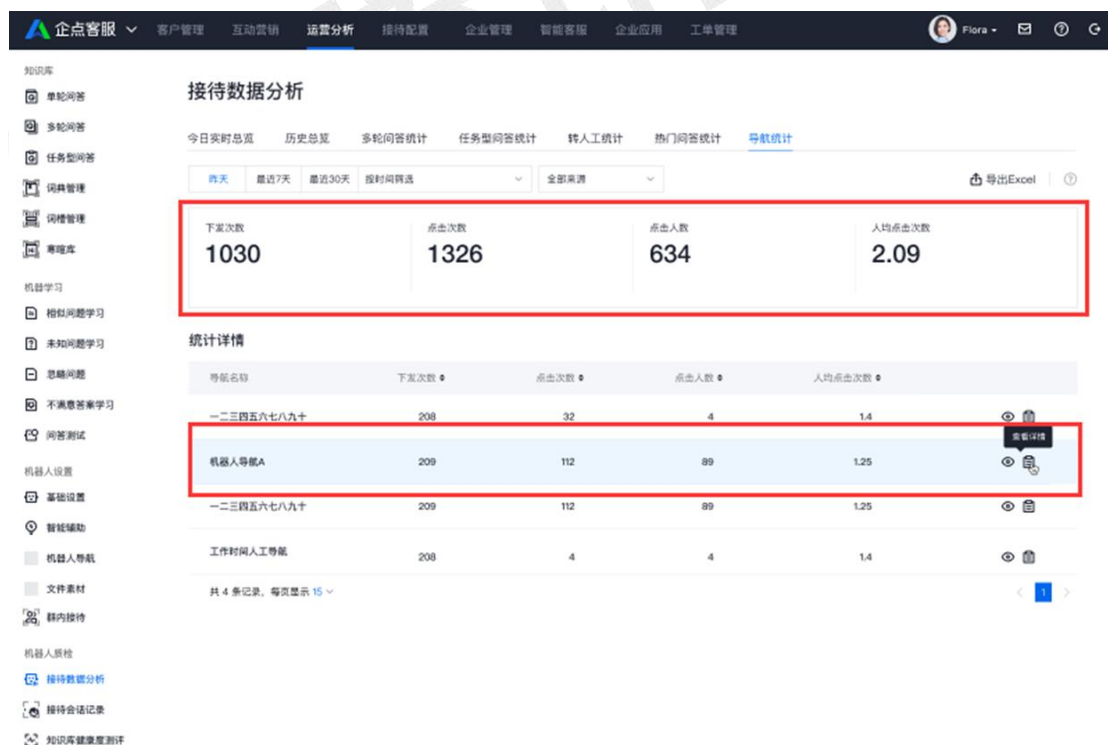 企点客服 客户管理 互动营销 运营分析 接待配置 企业管理 智能客服 企业应用 工单管理 Flora
知识库
单轮问答
多轮问答
任务型问答
词典管理
词槽管理
寒暄库
机器学习
相似问题学习
未知问题学习
忽略问题
不满意答案学习
问答测试
机器人设置
基础设置
智能辅助
机器人导航
文件素材
群内接待
机器人质检
接待数据分析
接待会话记录
知识库健康度测评
接待数据分析
今日实时总览 历史总览 多轮问答统计 任务型问答统计 转人工统计 热门问答统计 导航统计
昨天 最近7天 最近30天 按时间筛选 全部来源 导出Excel
下发次数 点击次数 点击人数 人均点击次数
1030 1326 634 2.09
统计详情
导航名称 下发次数 点击次数 点击人数 人均点击次数
一二三四五六七八九十 208 32 4 1.4
查看详情
机器人导航A 209 112 89 1.25
一二三四五六七八九十 209 112 89 1.25
工作时间人工导航 208 4 4 1.4
共 4 条记录，每页显示 15 1